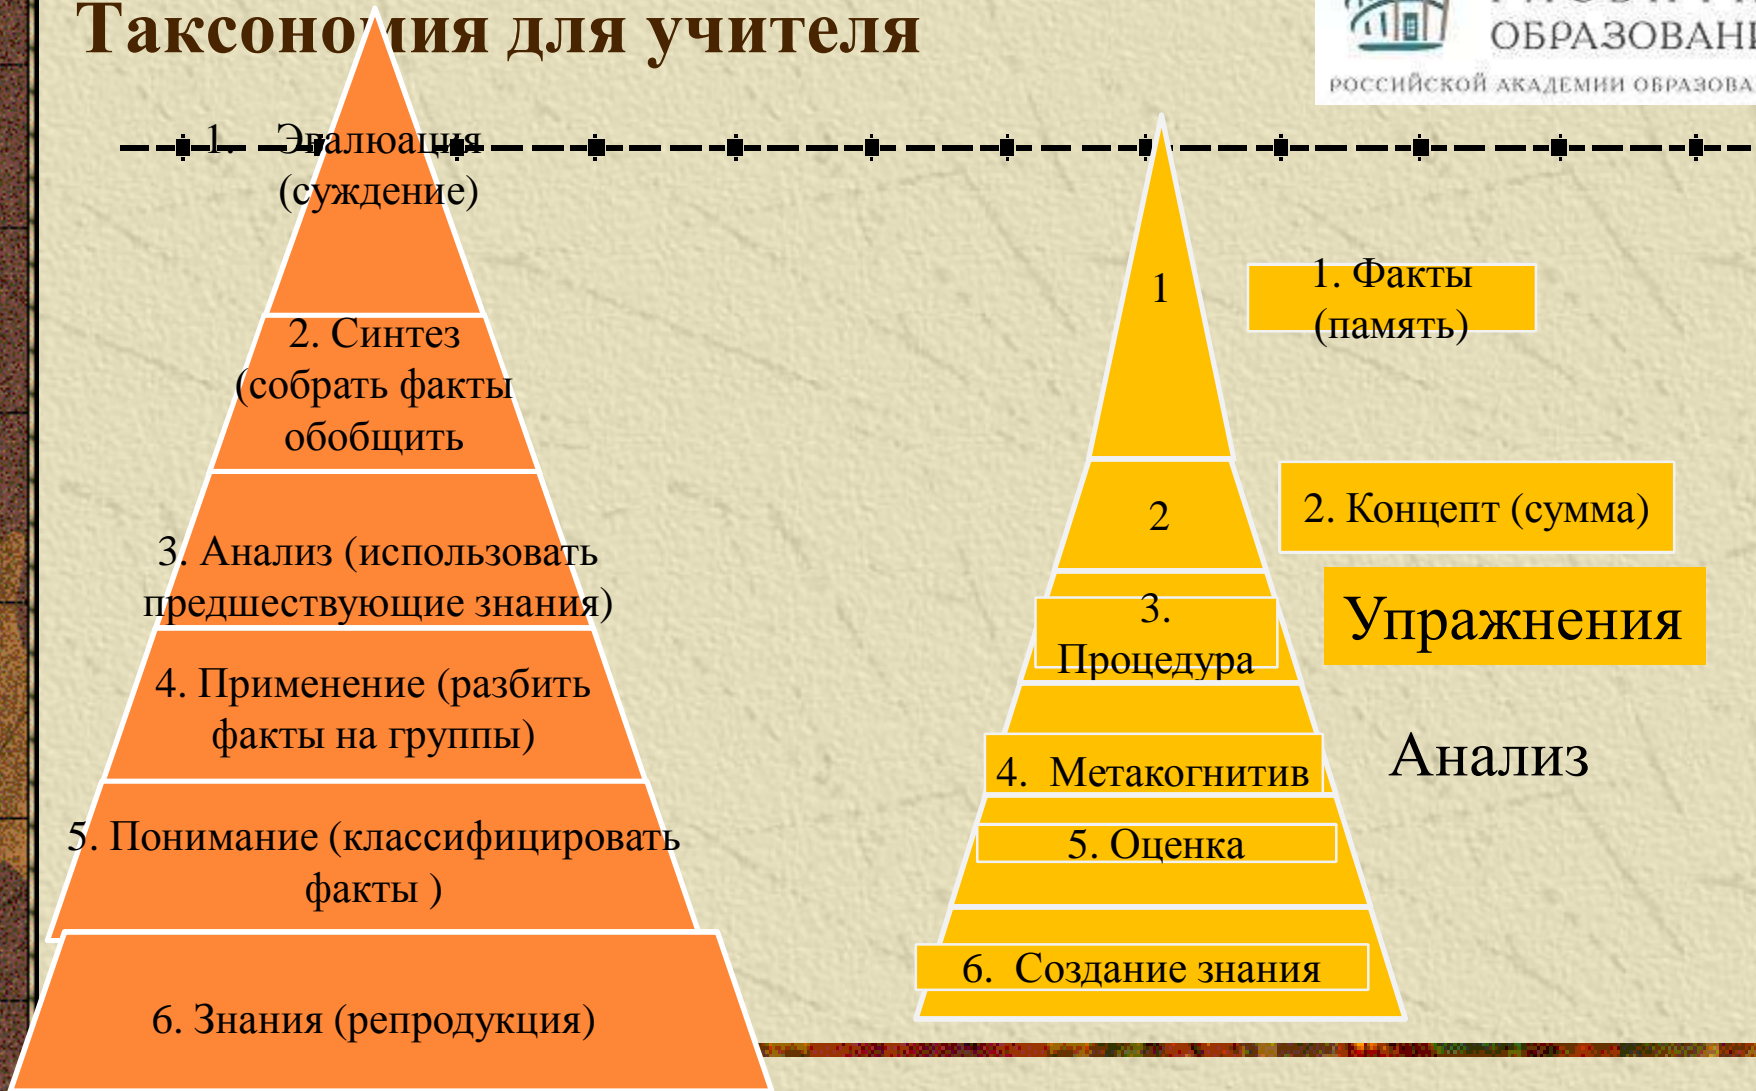 Таксономия для учителя
ОБРАЗОВАНИ
РОССИЙСКОЙ АКАДЕМИИ ОБРАЗОВА
1. Эвалюация
(суждение)
2. Синтез
(собрать факты
обобщить
3. Анализ (использовать
предшествующие знания)
4. Применение (разбить
факты на группы)
5. Понимание (классифицировать
факты )
6. Знания (репродукция)
1
1. Факты
(память)
2
2. Концепт (сумма)
3.
Процедура
Упражнения
4. Метакогнитив
Анализ
5. Оценка
6. Создание знания